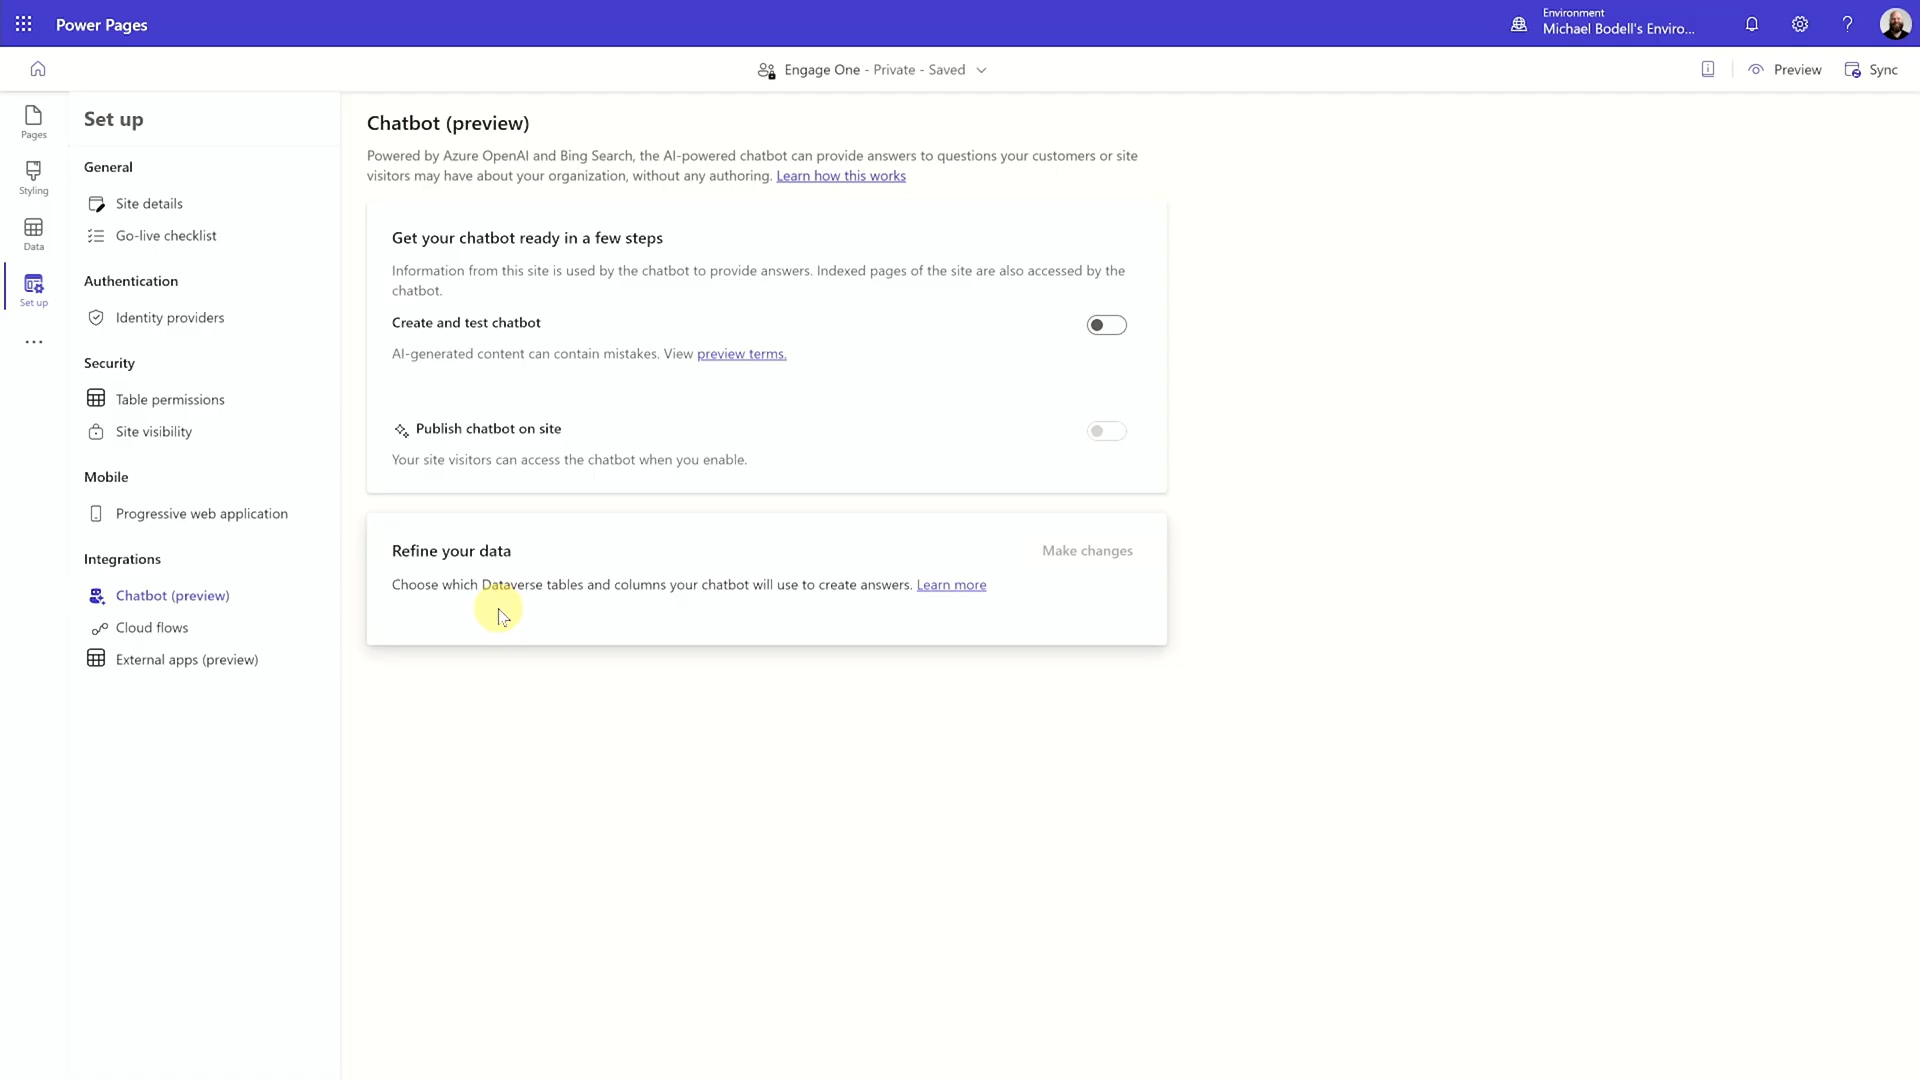 Power Pages
Environment
Michael Bodell's Enviro...
?
Engage One - Private - Saved
Preview
Sync
Pages
Styling
Data
Set up
Set up
General
Site details
Go-live checklist
Authentication
Identity providers
Security
Table permissions
Site visibility
Mobile
Progressive web application
Integrations
Chatbot (preview)
Cloud flows
External apps (preview)
Chatbot (preview)
Powered by Azure OpenAI and Bing Search, the AI-powered chatbot can provide answers to questions your customers or site
visitors may have about your organization, without any authoring. Learn how this works
Get your chatbot ready in a few steps
Information from this site is used by the chatbot to provide answers. Indexed pages of the site are also accessed by the
chatbot.
Create and test chatbot
AI-generated content can contain mistakes. View preview terms.
Publish chatbot on site
Your site visitors can access the chatbot when you enable.
Refine your data
Make changes
Choose which Dataverse tables and columns your chatbot will use to create answers. Learn more